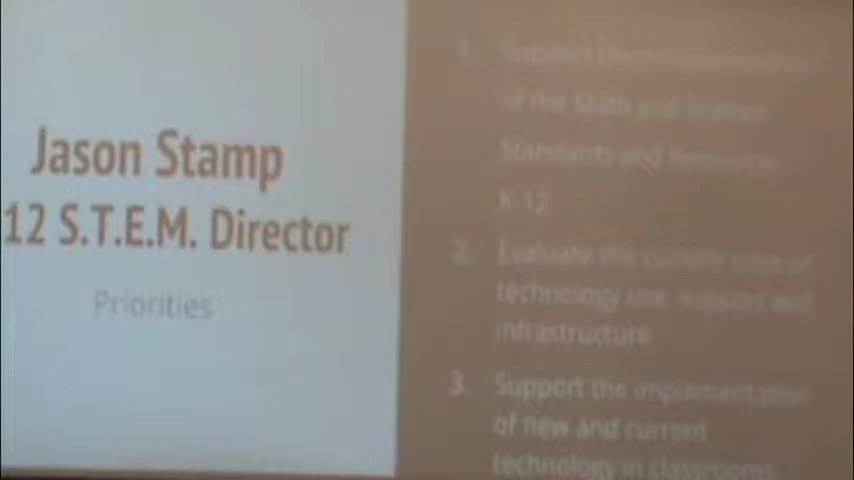 Jason Stamp
12 S.T.E.M. Director
Priorities
1. Support the implementation
of the Math and Science
Standards and Resources
K-12
2. Evaluate the current state of
technology use, support and
infrastructure
3. Support the implementation
of new and current
technology in classrooms